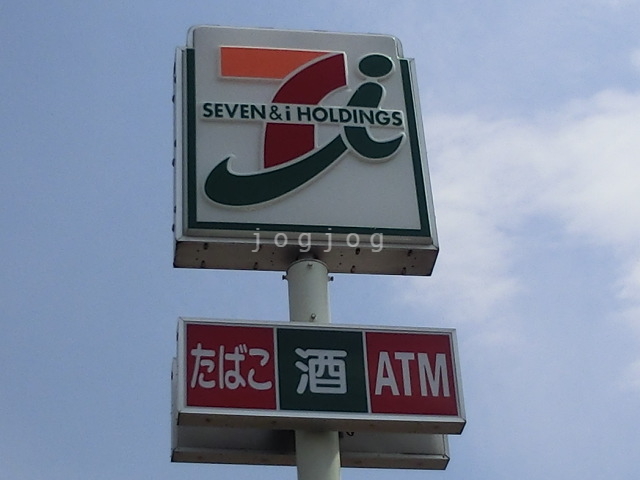 SEVEN & i HOLDINGS
jogjog
たばこ 酒 ATM